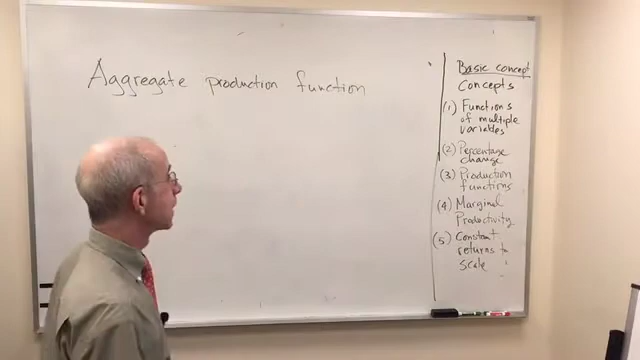 Aggregate production function
Basic concept
Concepts
(1) Functions
of multiple
variables
(2) Percentage
change
(3) Production
functions
(4) Marginal
Productivity
(5) Constant
returns to
scale